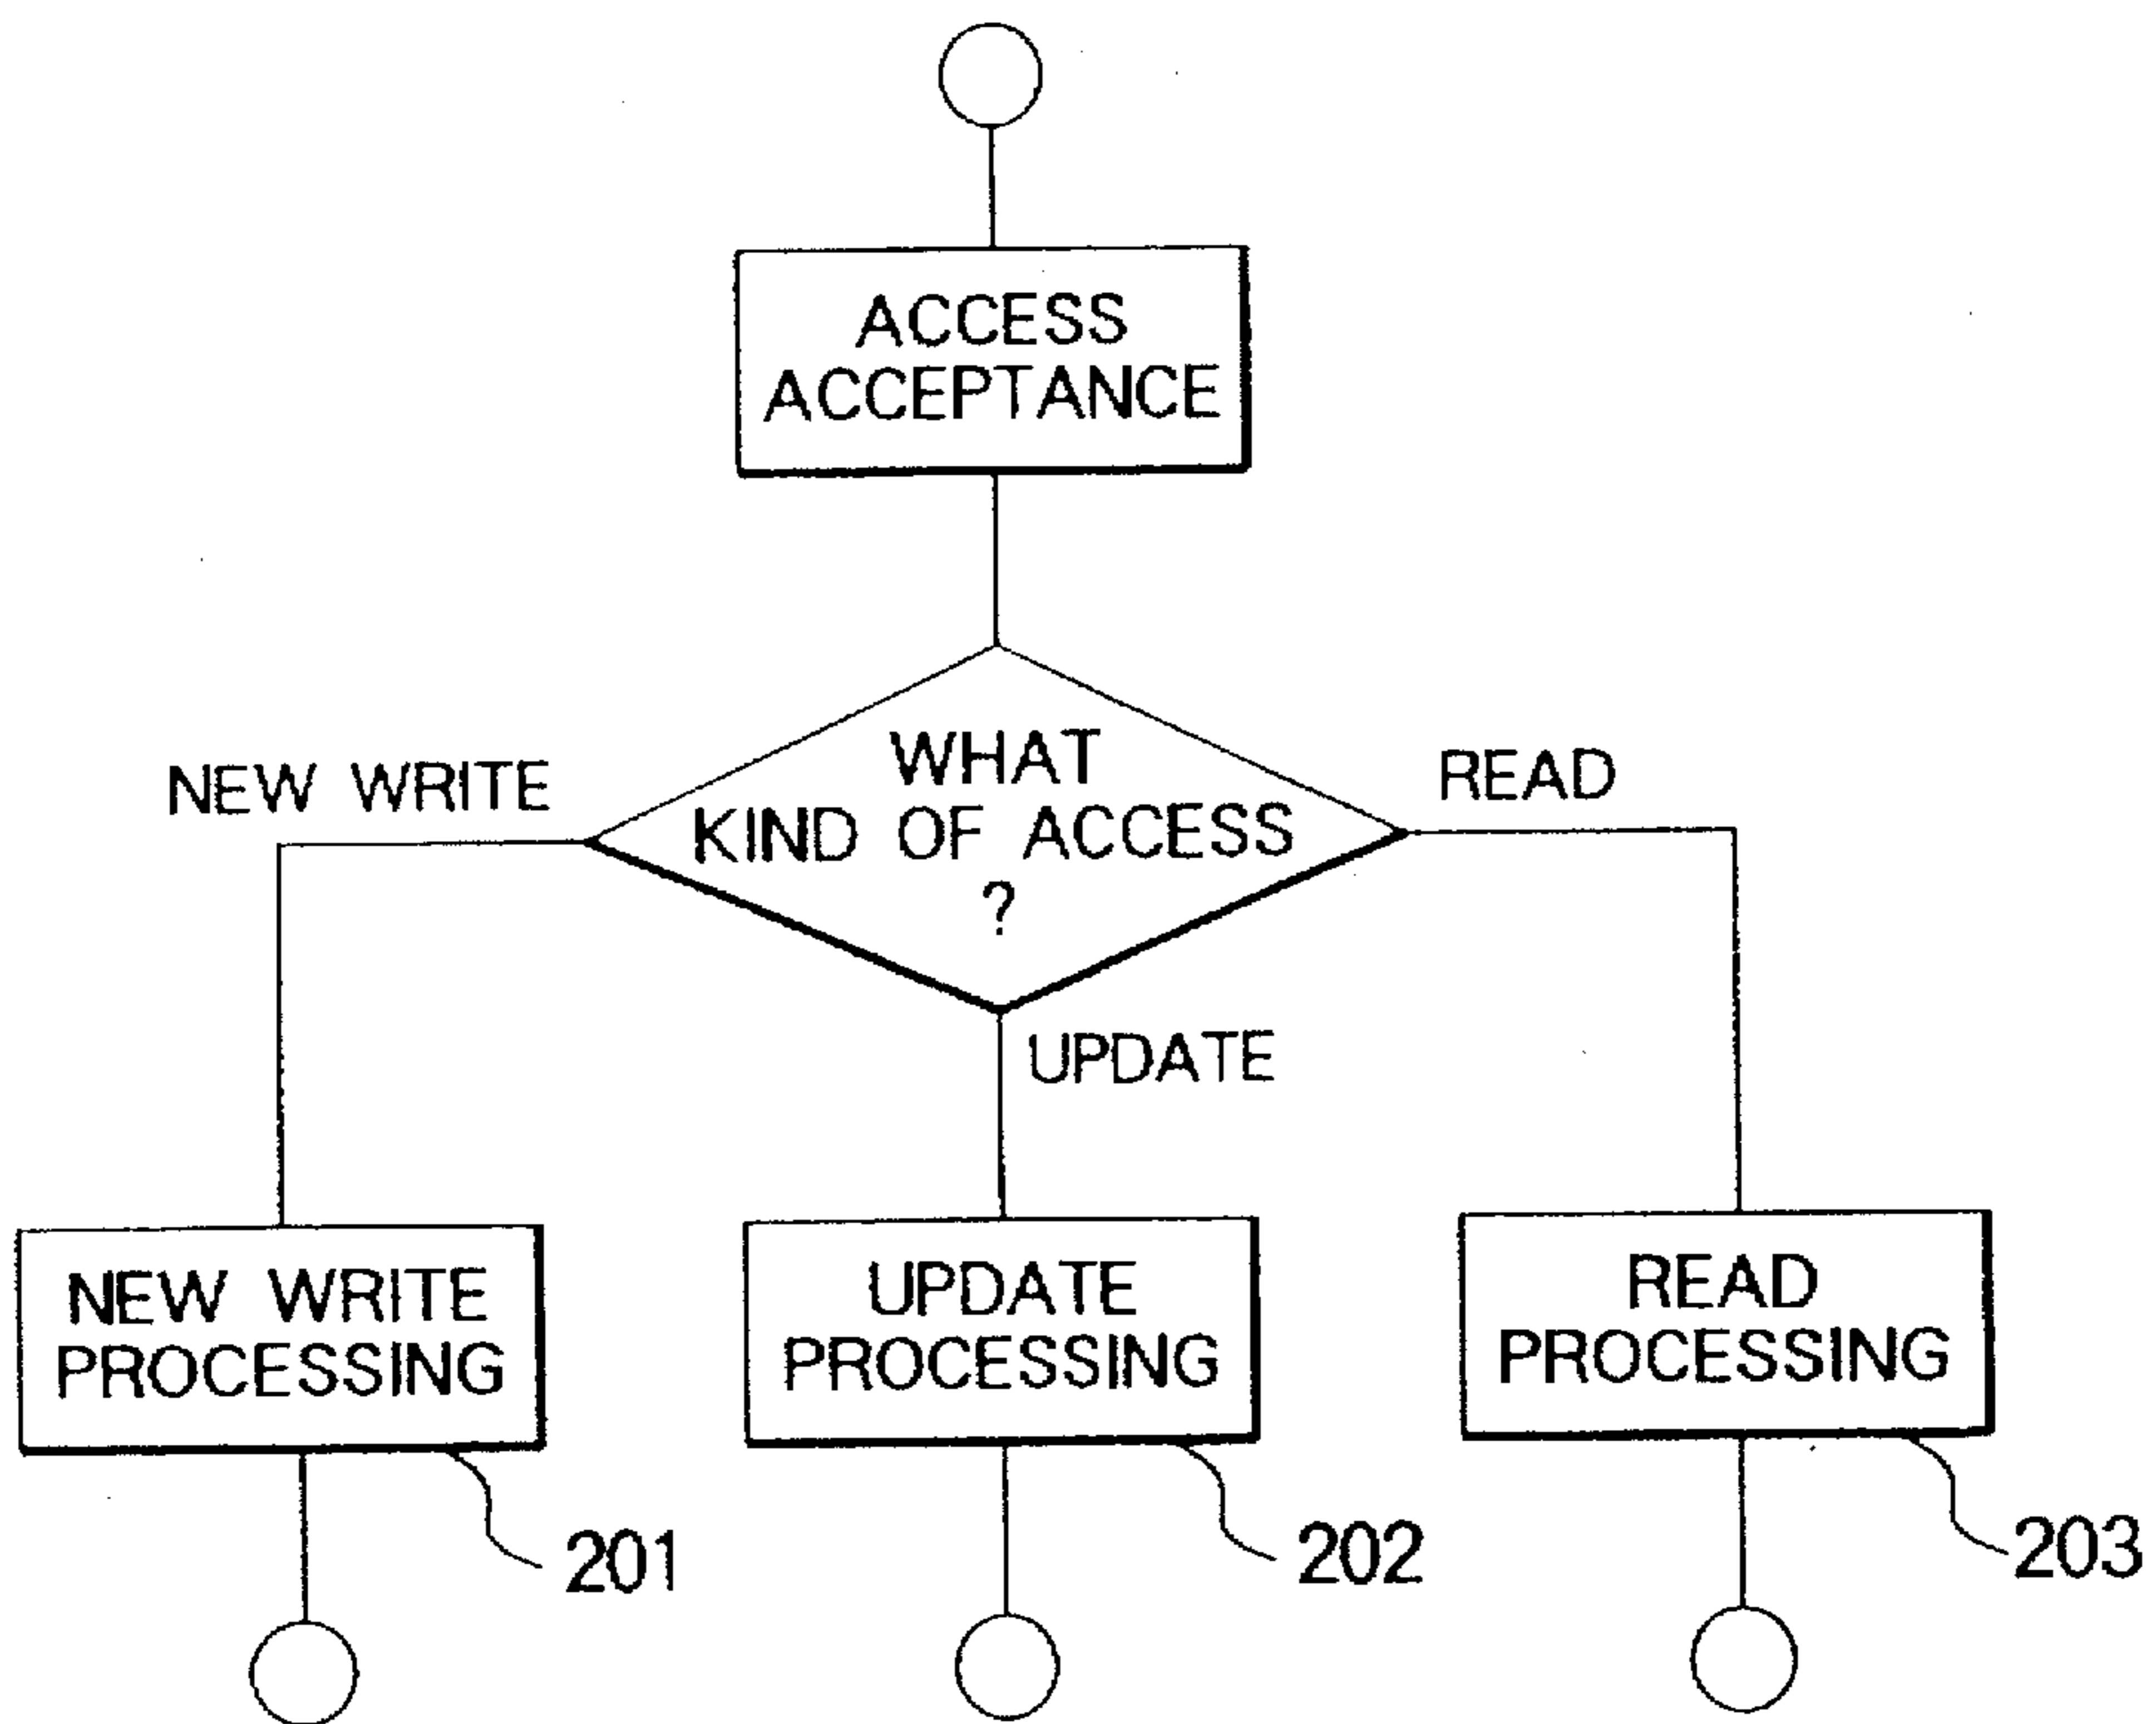 ACCESS
ACCEPTANCE
WHAT
KIND OF ACCESS
?
NEW WRITE
READ
UPDATE
NEW WRITE
PROCESSING
UPDATE
PROCESSING
READ
PROCESSING
201
202
203